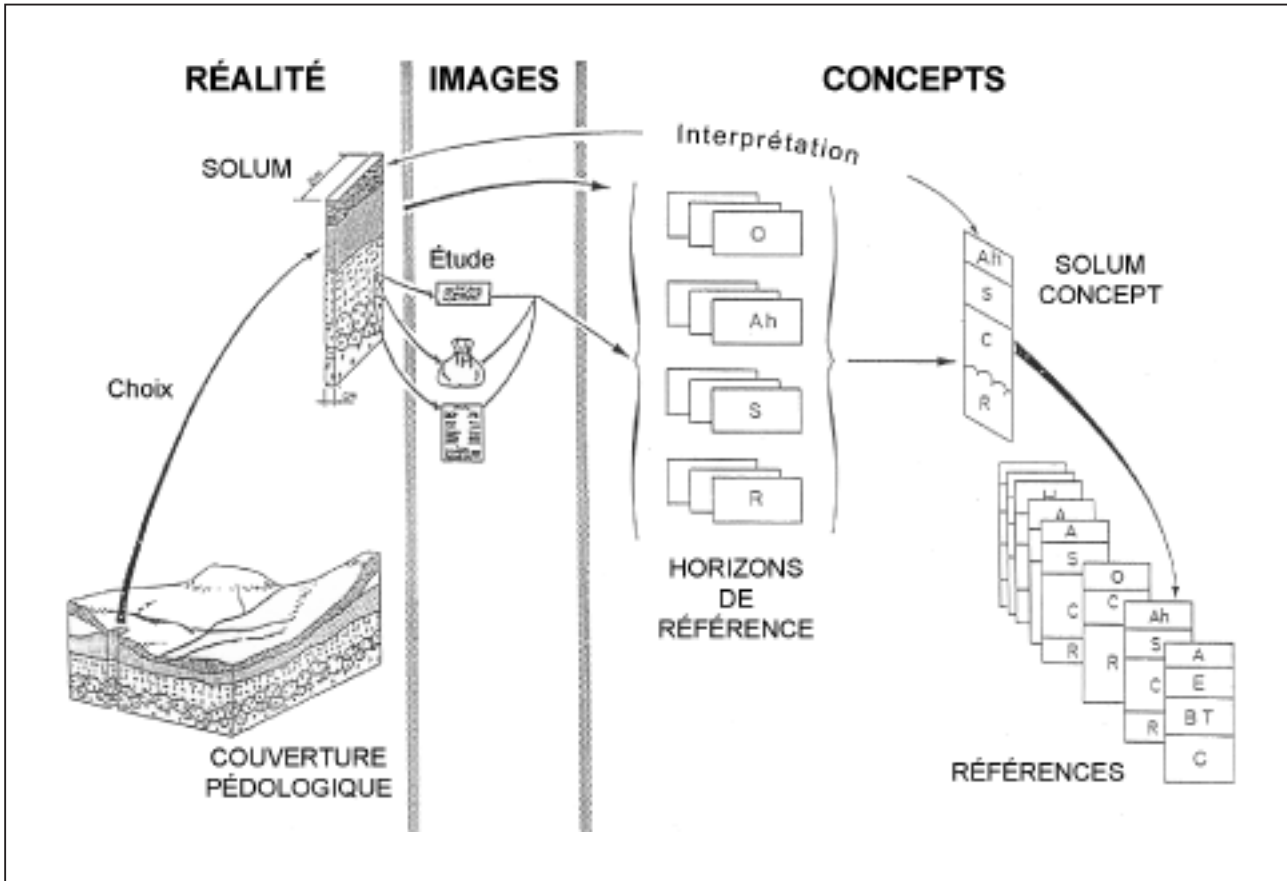 RÉALITÉ
IMAGES
CONCEPTS
Interprétation
SOLUM
O
Étude
Ah
SOLUM
CONCEPT
Ah
S
C
R
Choix
Ah
S
R
HORIZONS
DE
RÉFÉRENCE
A
A
S
C
R
O
C
R
Ah
S
C
R
A
E
BT
C
COUVERTURE
PÉDOLOGIQUE
RÉFÉRENCES